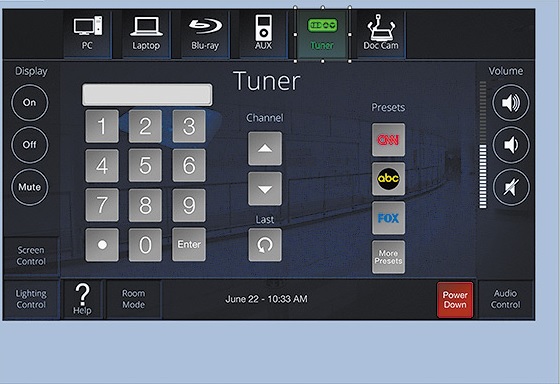 PC
Laptop
Blu-ray
AUX
Tuner
Doc Cam
Display
Tuner
Volume
On
Off
Mute
1 2 3
4 5 6
7 8 9
• 0 Enter
Channel
Last
Presets
CNN
abc
FOX
More
Presets
Screen
Control
Lighting
Control
?
Help
Room
Mode
June 22 - 10:33 AM
Power
Down
Audio
Control